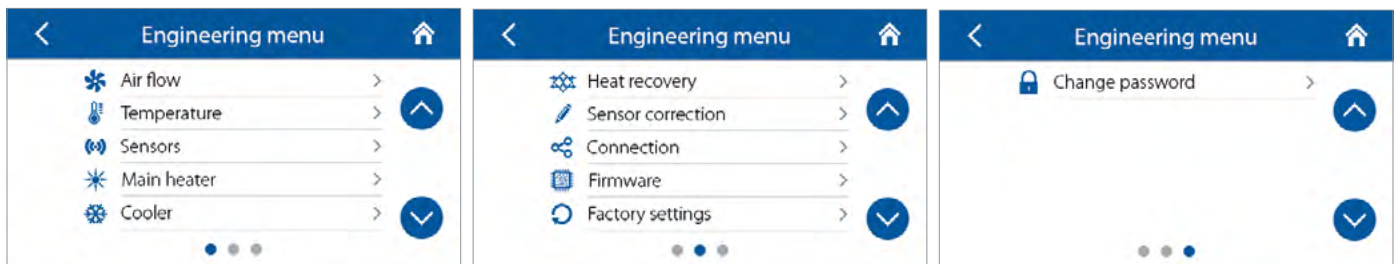 Engineering menu
Air flow
Temperature
Sensors
Main heater
Cooler
Engineering menu
Heat recovery
Sensor correction
Connection
Firmware
Factory settings
Engineering menu
Change password